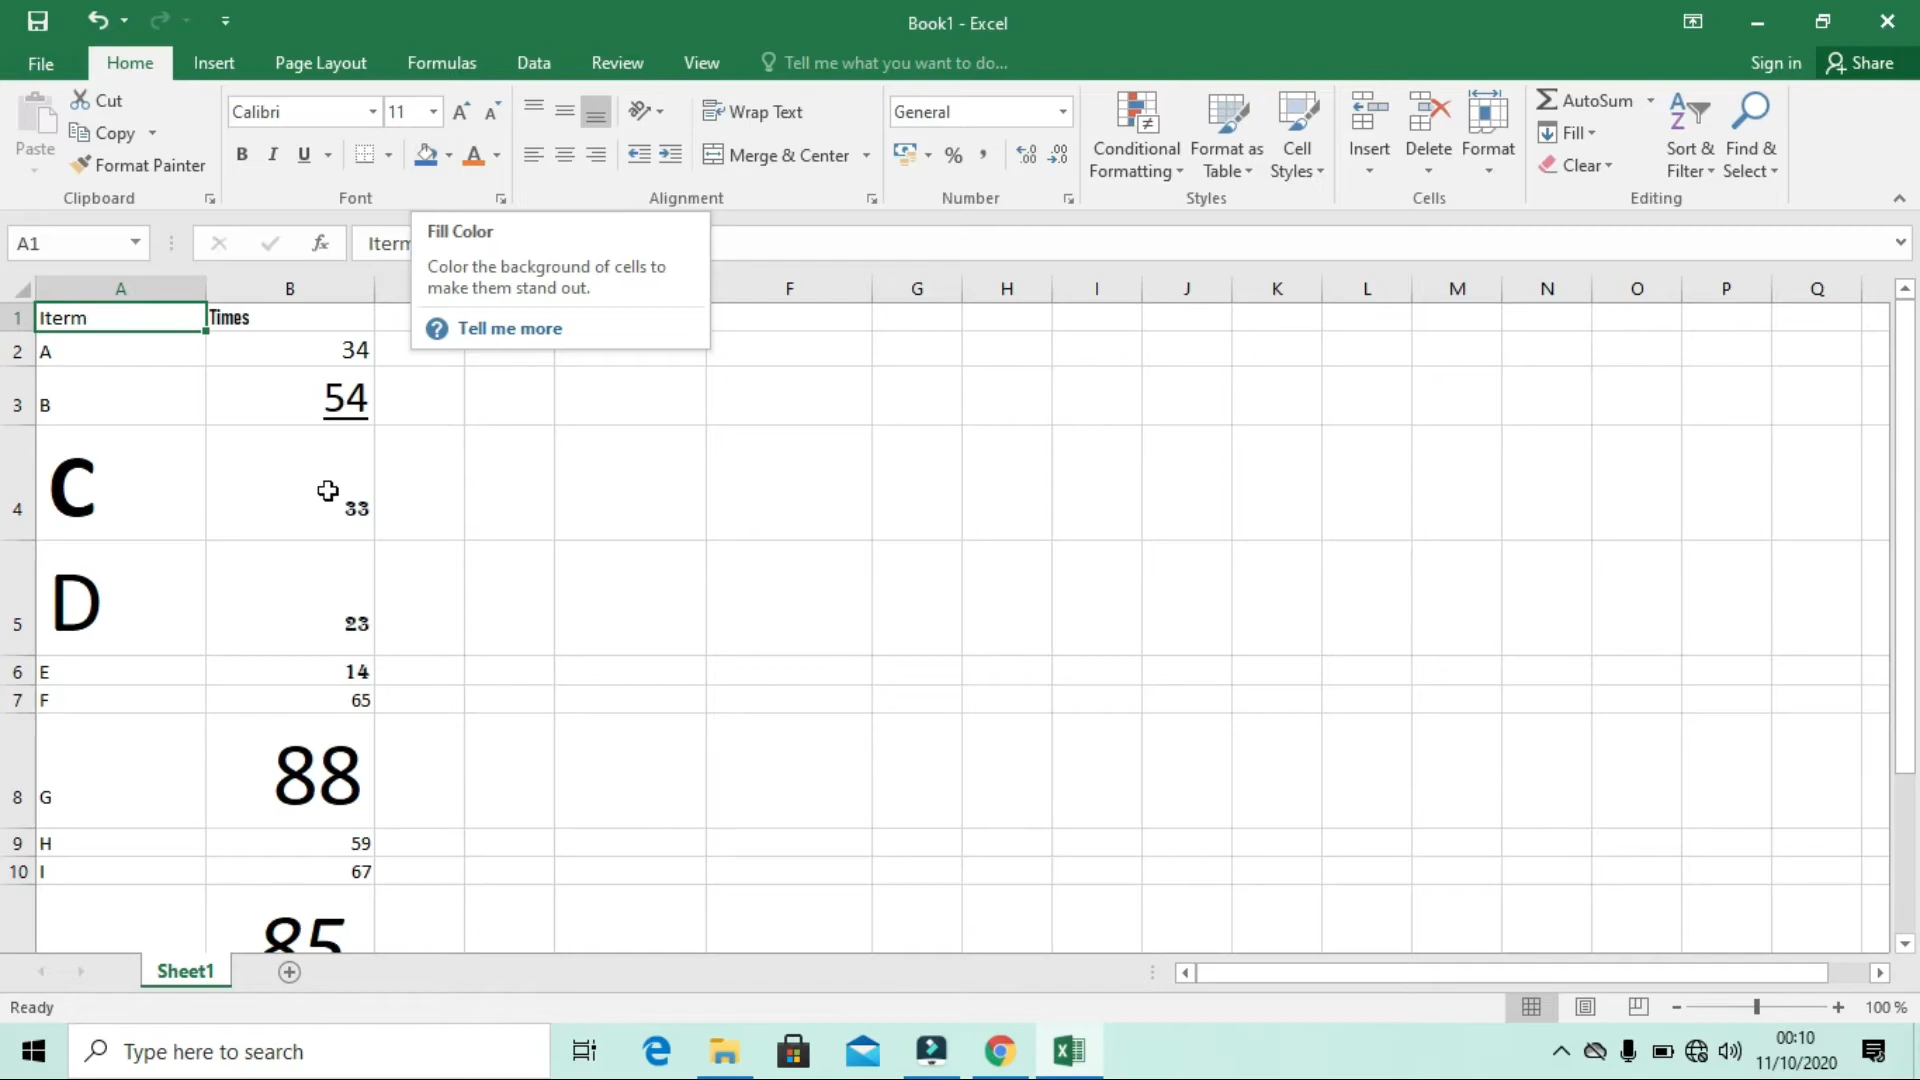 Book1 - Excel
File Home Insert Page Layout Formulas Data Review View Tell me what you want to do... Sign in Share
Paste
Cut
Copy
Format Painter
Clipboard
Calibri 11
B I U A
Font
Wrap Text
Merge & Center
Alignment
General
%
Number
Conditional Formatting
Format as Table
Cell Styles
Styles
Insert Delete Format
Cells
AutoSum
Fill
Clear
Sort & Filter
Find & Select
Editing
A1 fx Iterm
Fill Color
Color the background of cells to
make them stand out.
Tell me more
A B F G H I J K L M N O P Q
1 Iterm Times
2 A 34
3 B 54
4 C 33
5 D 23
6 E 14
7 F 65
8 G 88
9 H 59
10 I 67
85
Sheet1
Ready 100 %
Type here to search
00:10
11/10/2020